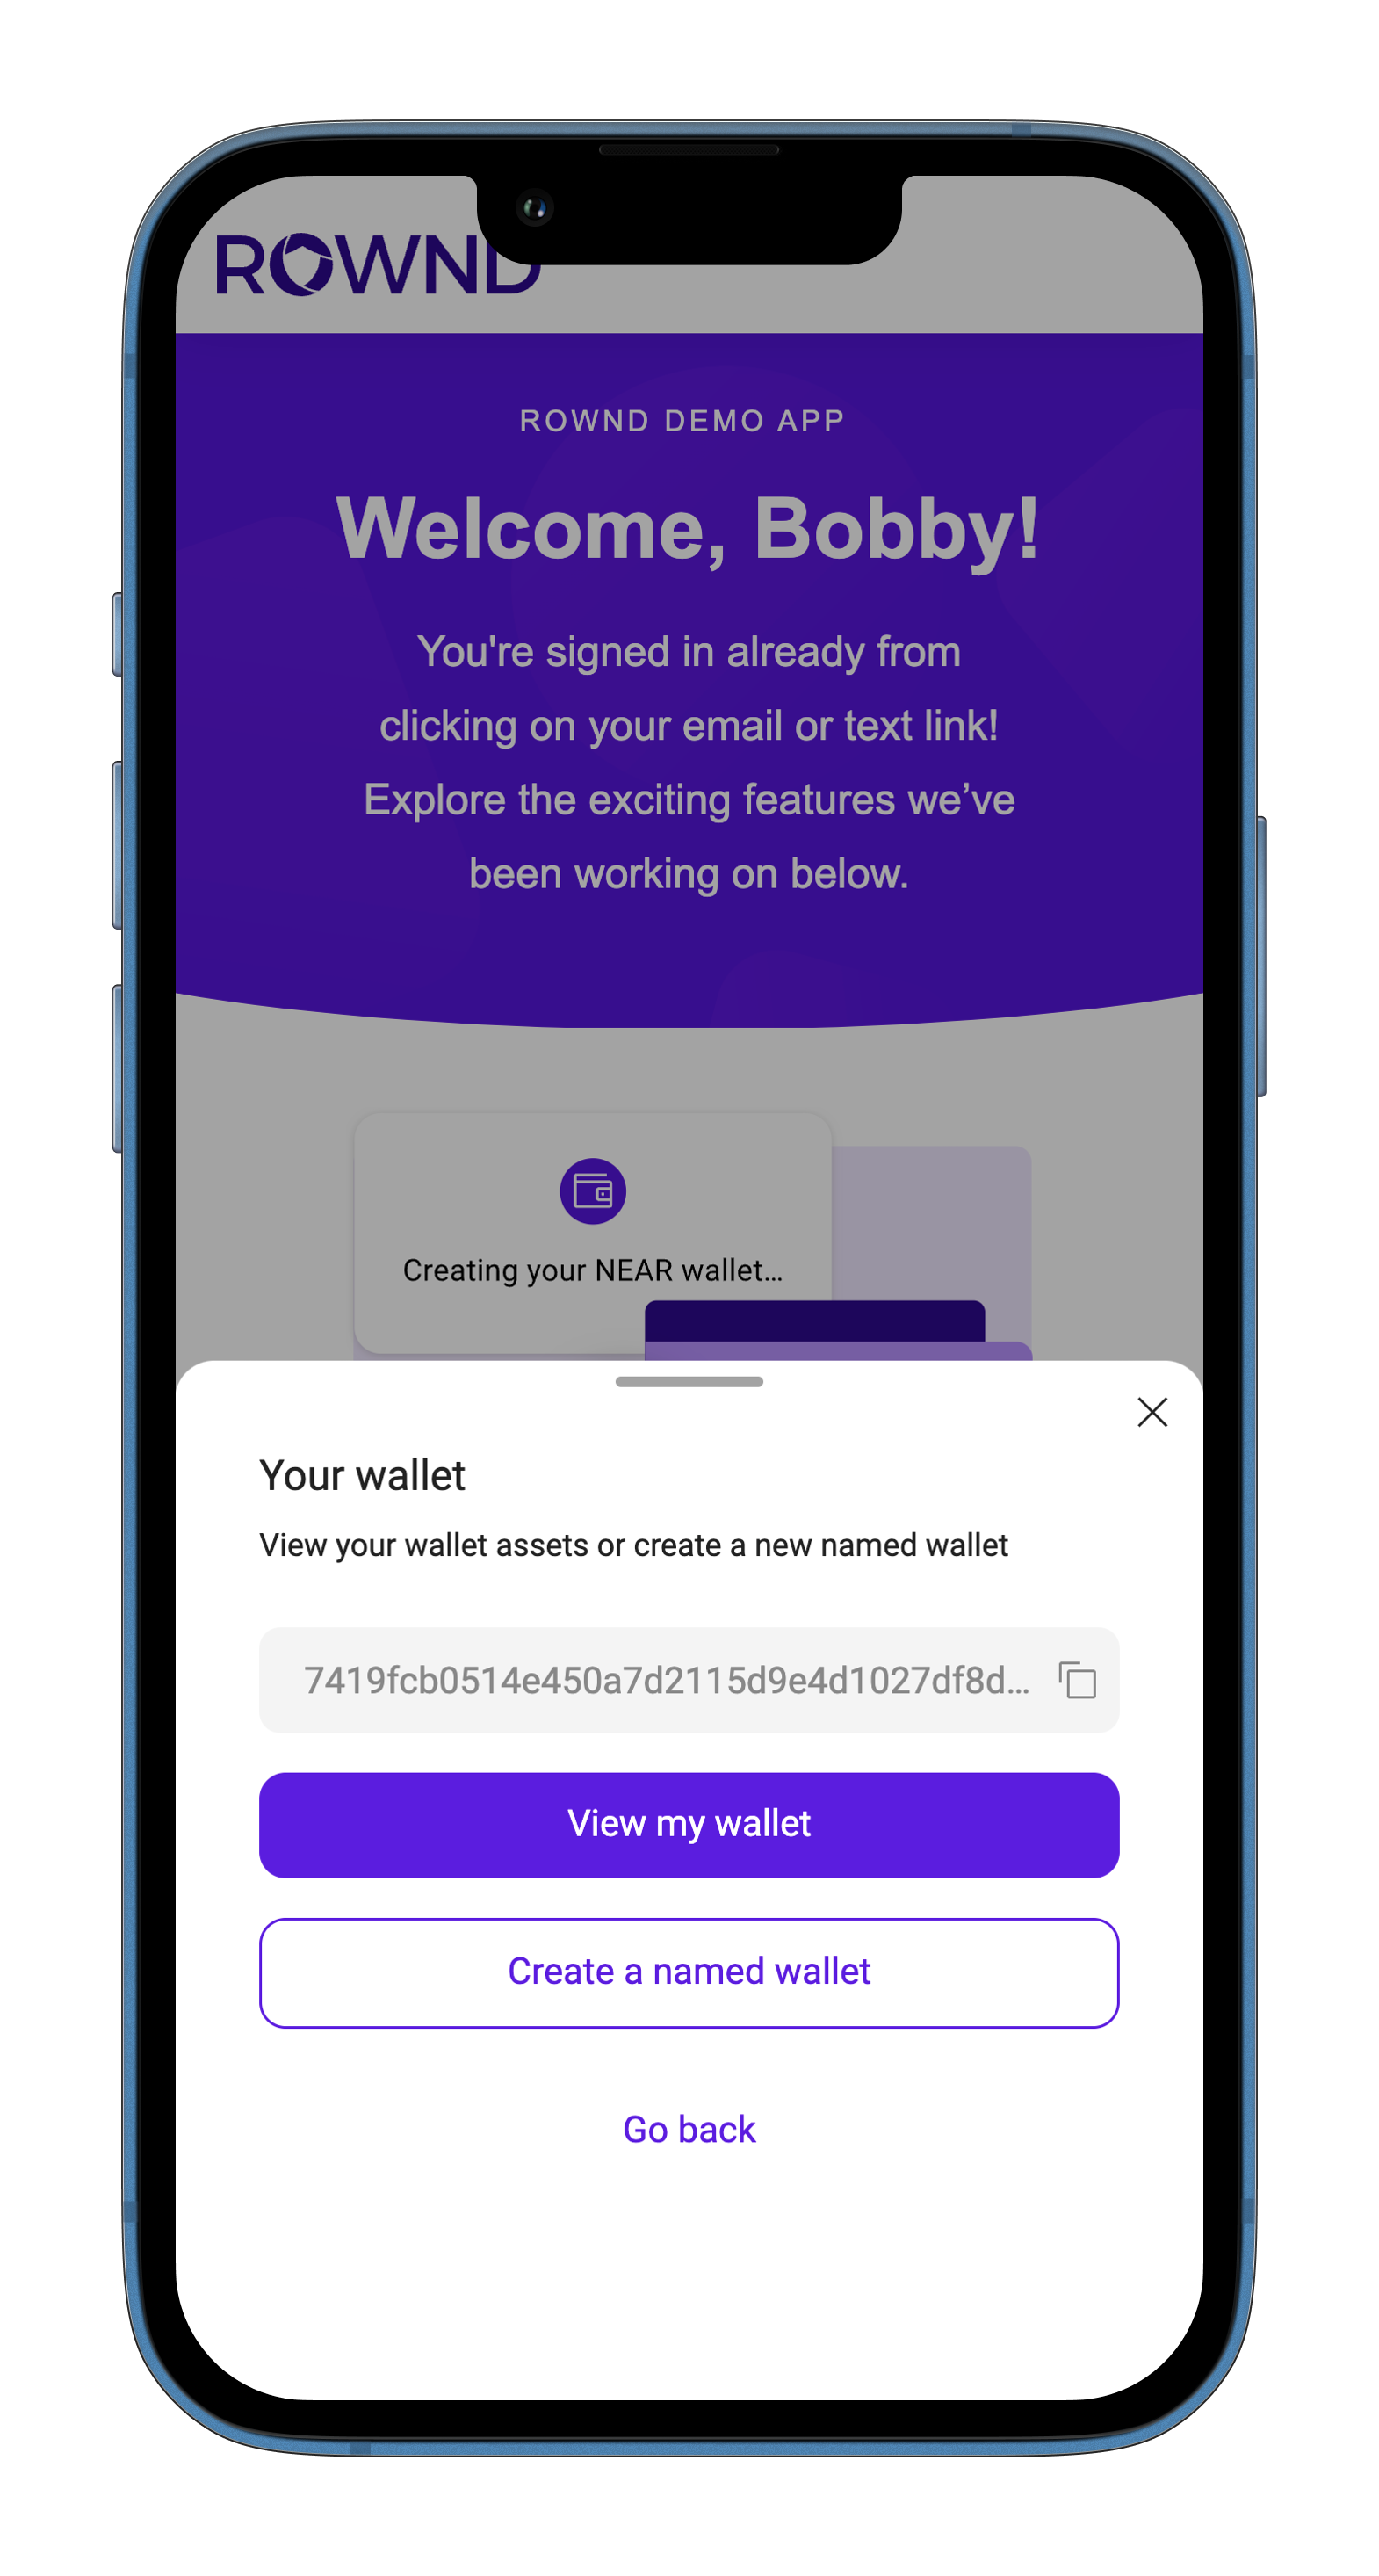 ROWND
ROWND DEMO APP
Welcome, Bobby!
You're signed in already from
clicking on your email or text link!
Explore the exciting features we’ve
been working on below.
Creating your NEAR wallet...
Your wallet
View your wallet assets or create a new named wallet
7419fcb0514e450a7d2115d9e4d1027df8d...
View my wallet
Create a named wallet
Go back